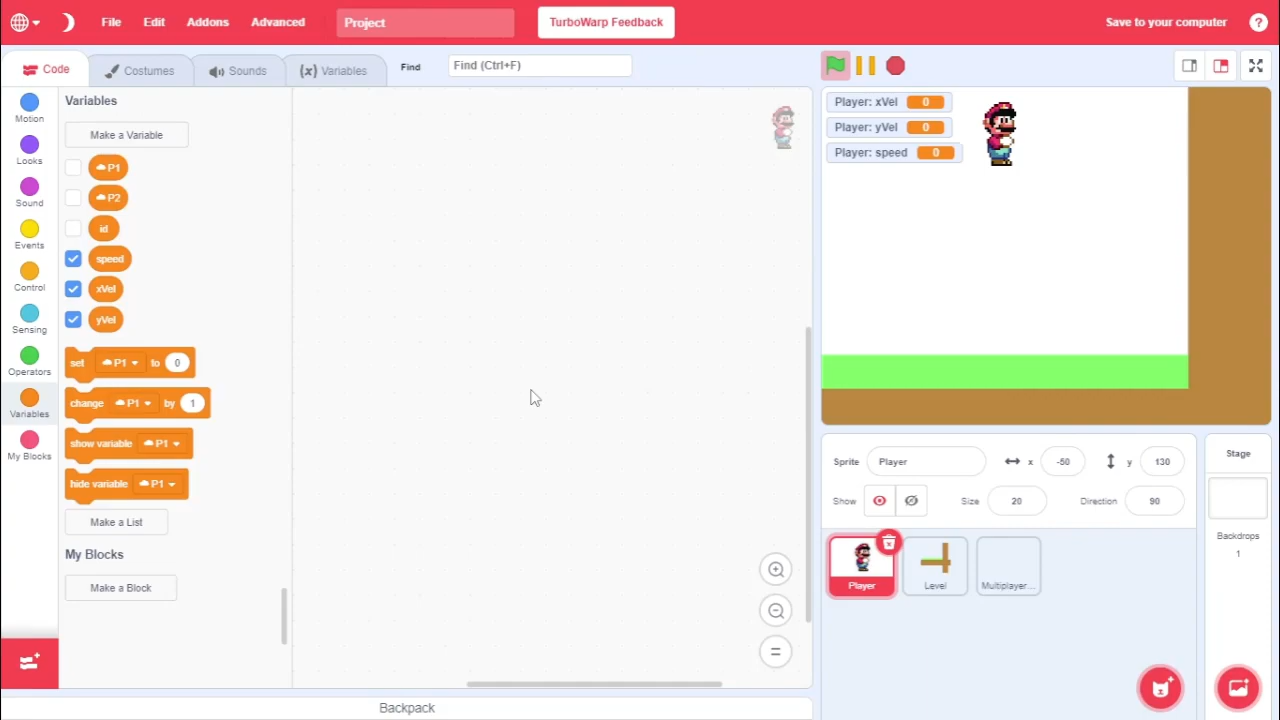 File Edit Addons Advanced Project TurboWarp Feedback Save to your computer ?
Code Costumes Sounds (x) Variables Find Find (Ctrl+F)
Motion
Looks
Sound
Events
Control
Sensing
Operators
Variables
My Blocks
Variables
Make a Variable
P1
P2
id
speed
xVel
yVel
set P1 to 0
change P1 by 1
show variable P1
hide variable P1
Make a List
My Blocks
Make a Block
Backpack
Player: xVel 0
Player: yVel 0
Player: speed 0
Sprite Player x -50 y 130
Show Size 20 Direction 90
Player
Level
Multiplayer...
Stage
Backdrops
1